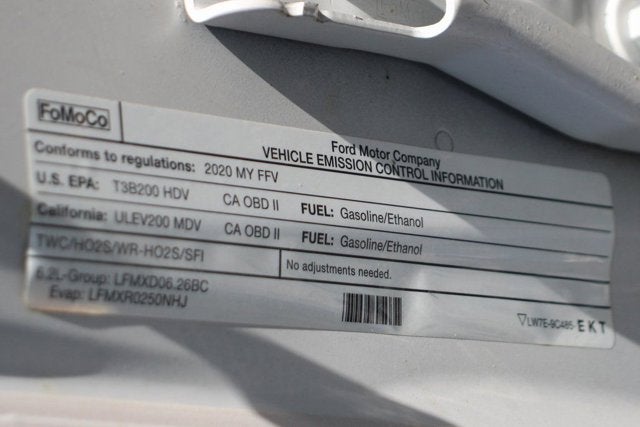 FoMoCo
Ford Motor Company
VEHICLE EMISSION CONTROL INFORMATION
Conforms to regulations: 2020 MY FFV
U.S. EPA: T3B200 HDV CA OBD II FUEL: Gasoline/Ethanol
California: ULEV200 MDV CA OBD II FUEL: Gasoline/Ethanol
TWC/HO2S/WR-HO2S/SFI
No adjustments needed.
6.2L-Group: LFMXD06.26BC
Evap: LFMXR0250NHJ
LW7E-9C485- EKT